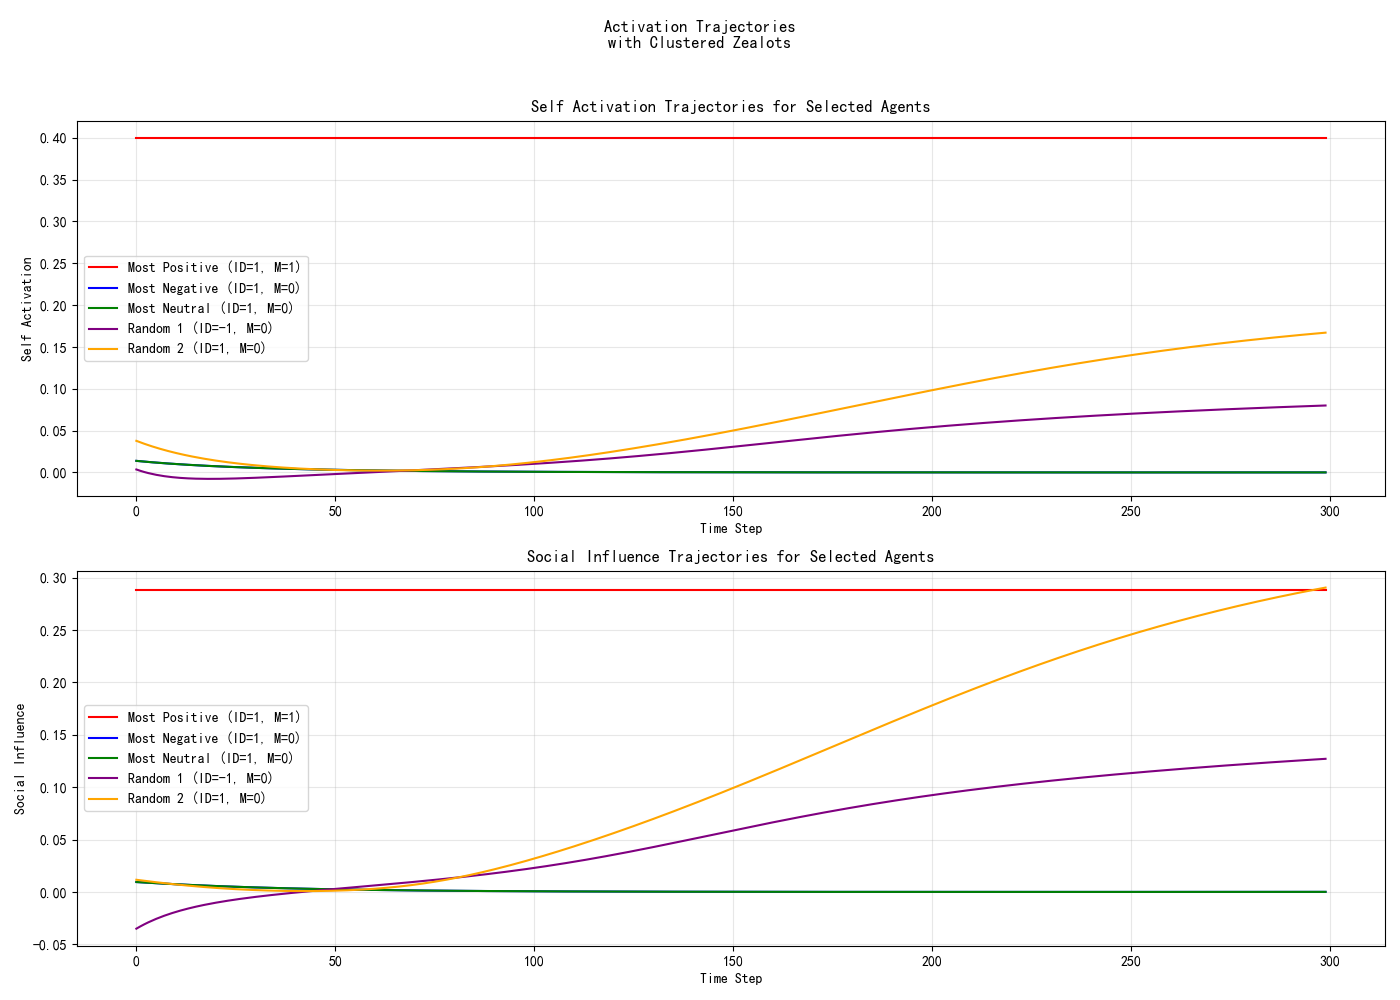 Activation Trajectories
with Clustered Zealots
Self Activation Trajectories for Selected Agents
0.40
0.35
0.30
0.25
0.20
0.15
0.10
0.05
0.00
Self Activation
Most Positive (ID=1, M=1)
Most Negative (ID=1, M=0)
Most Neutral (ID=1, M=0)
Random 1 (ID=-1, M=0)
Random 2 (ID=1, M=0)
0 50 100 150 200 250 300
Time Step
Social Influence Trajectories for Selected Agents
0.30
0.25
0.20
0.15
0.10
0.05
0.00
-0.05
Social Influence
Most Positive (ID=1, M=1)
Most Negative (ID=1, M=0)
Most Neutral (ID=1, M=0)
Random 1 (ID=-1, M=0)
Random 2 (ID=1, M=0)
0 50 100 150 200 250 300
Time Step